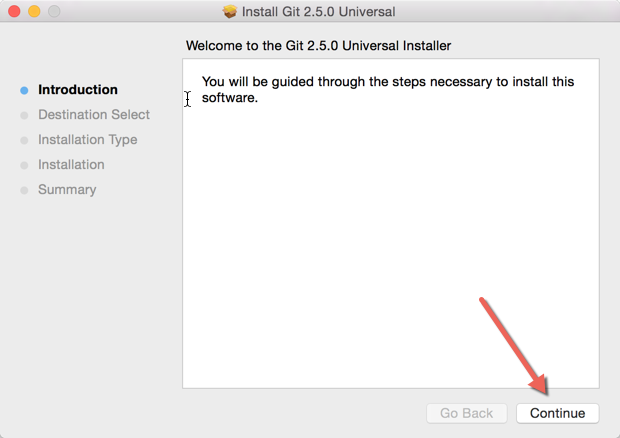 Install Git 2.5.0 Universal
Welcome to the Git 2.5.0 Universal Installer
Introduction
Destination Select
Installation Type
Installation
Summary
You will be guided through the steps necessary to install this
software.
Go Back
Continue